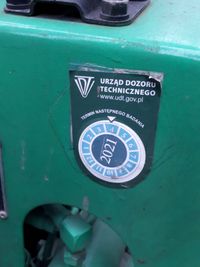 URZĄD DOZORU
TECHNICZNEGO
www.udt.gov.pl
TERMIN NASTĘPNEGO BADANIA
2021